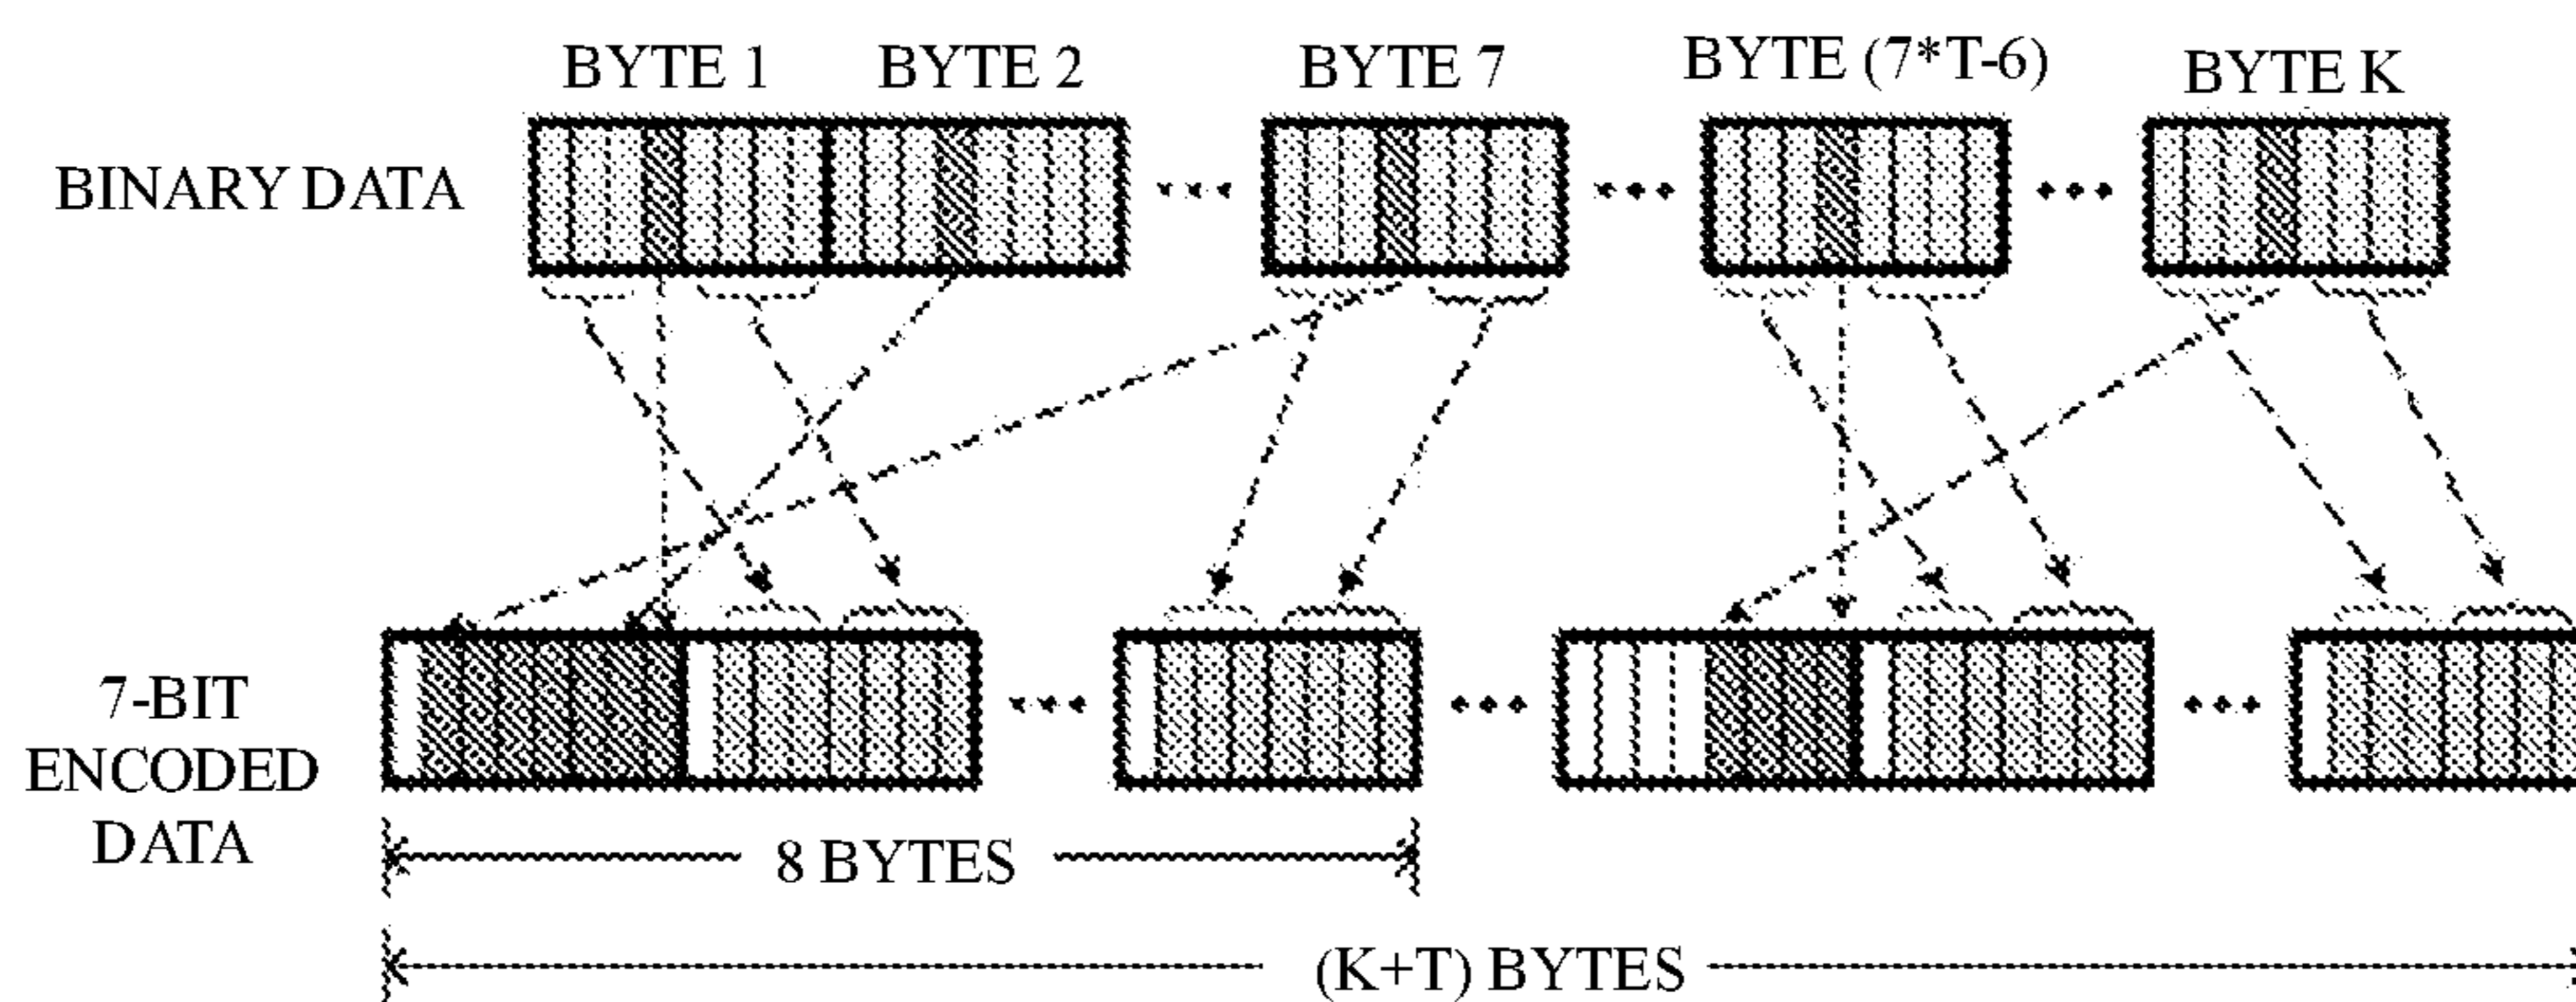 BYTE 1 BYTE 2 BYTE 7 BYTE (7*T-6) BYTE K
BINARY DATA
7-BIT
ENCODED
DATA
8 BYTES
(K+T) BYTES